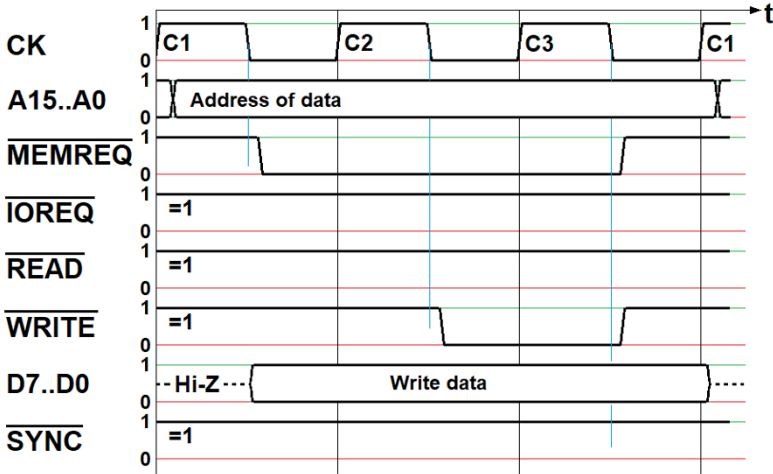 t
CK 1 0 C1 C2 C3 C1
A15..A0 1 0 Address of data
MEMREQ 1 0
IOREQ 1 0 =1
READ 1 0 =1
WRITE 1 0 =1
D7..D0 1 0 Hi-Z Write data
SYNC 1 0 =1